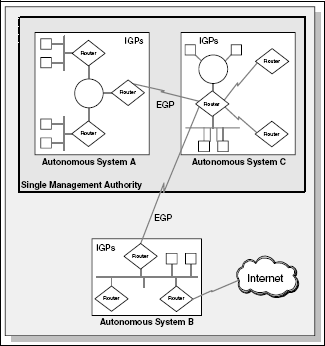 IGPs
Router
Router
Router
Autonomous System A
EGP
IGPs
Router
Router
Router
Autonomous System C
Single Management Authority
EGP
IGPs
Router
Router
Router
Autonomous System B
Internet